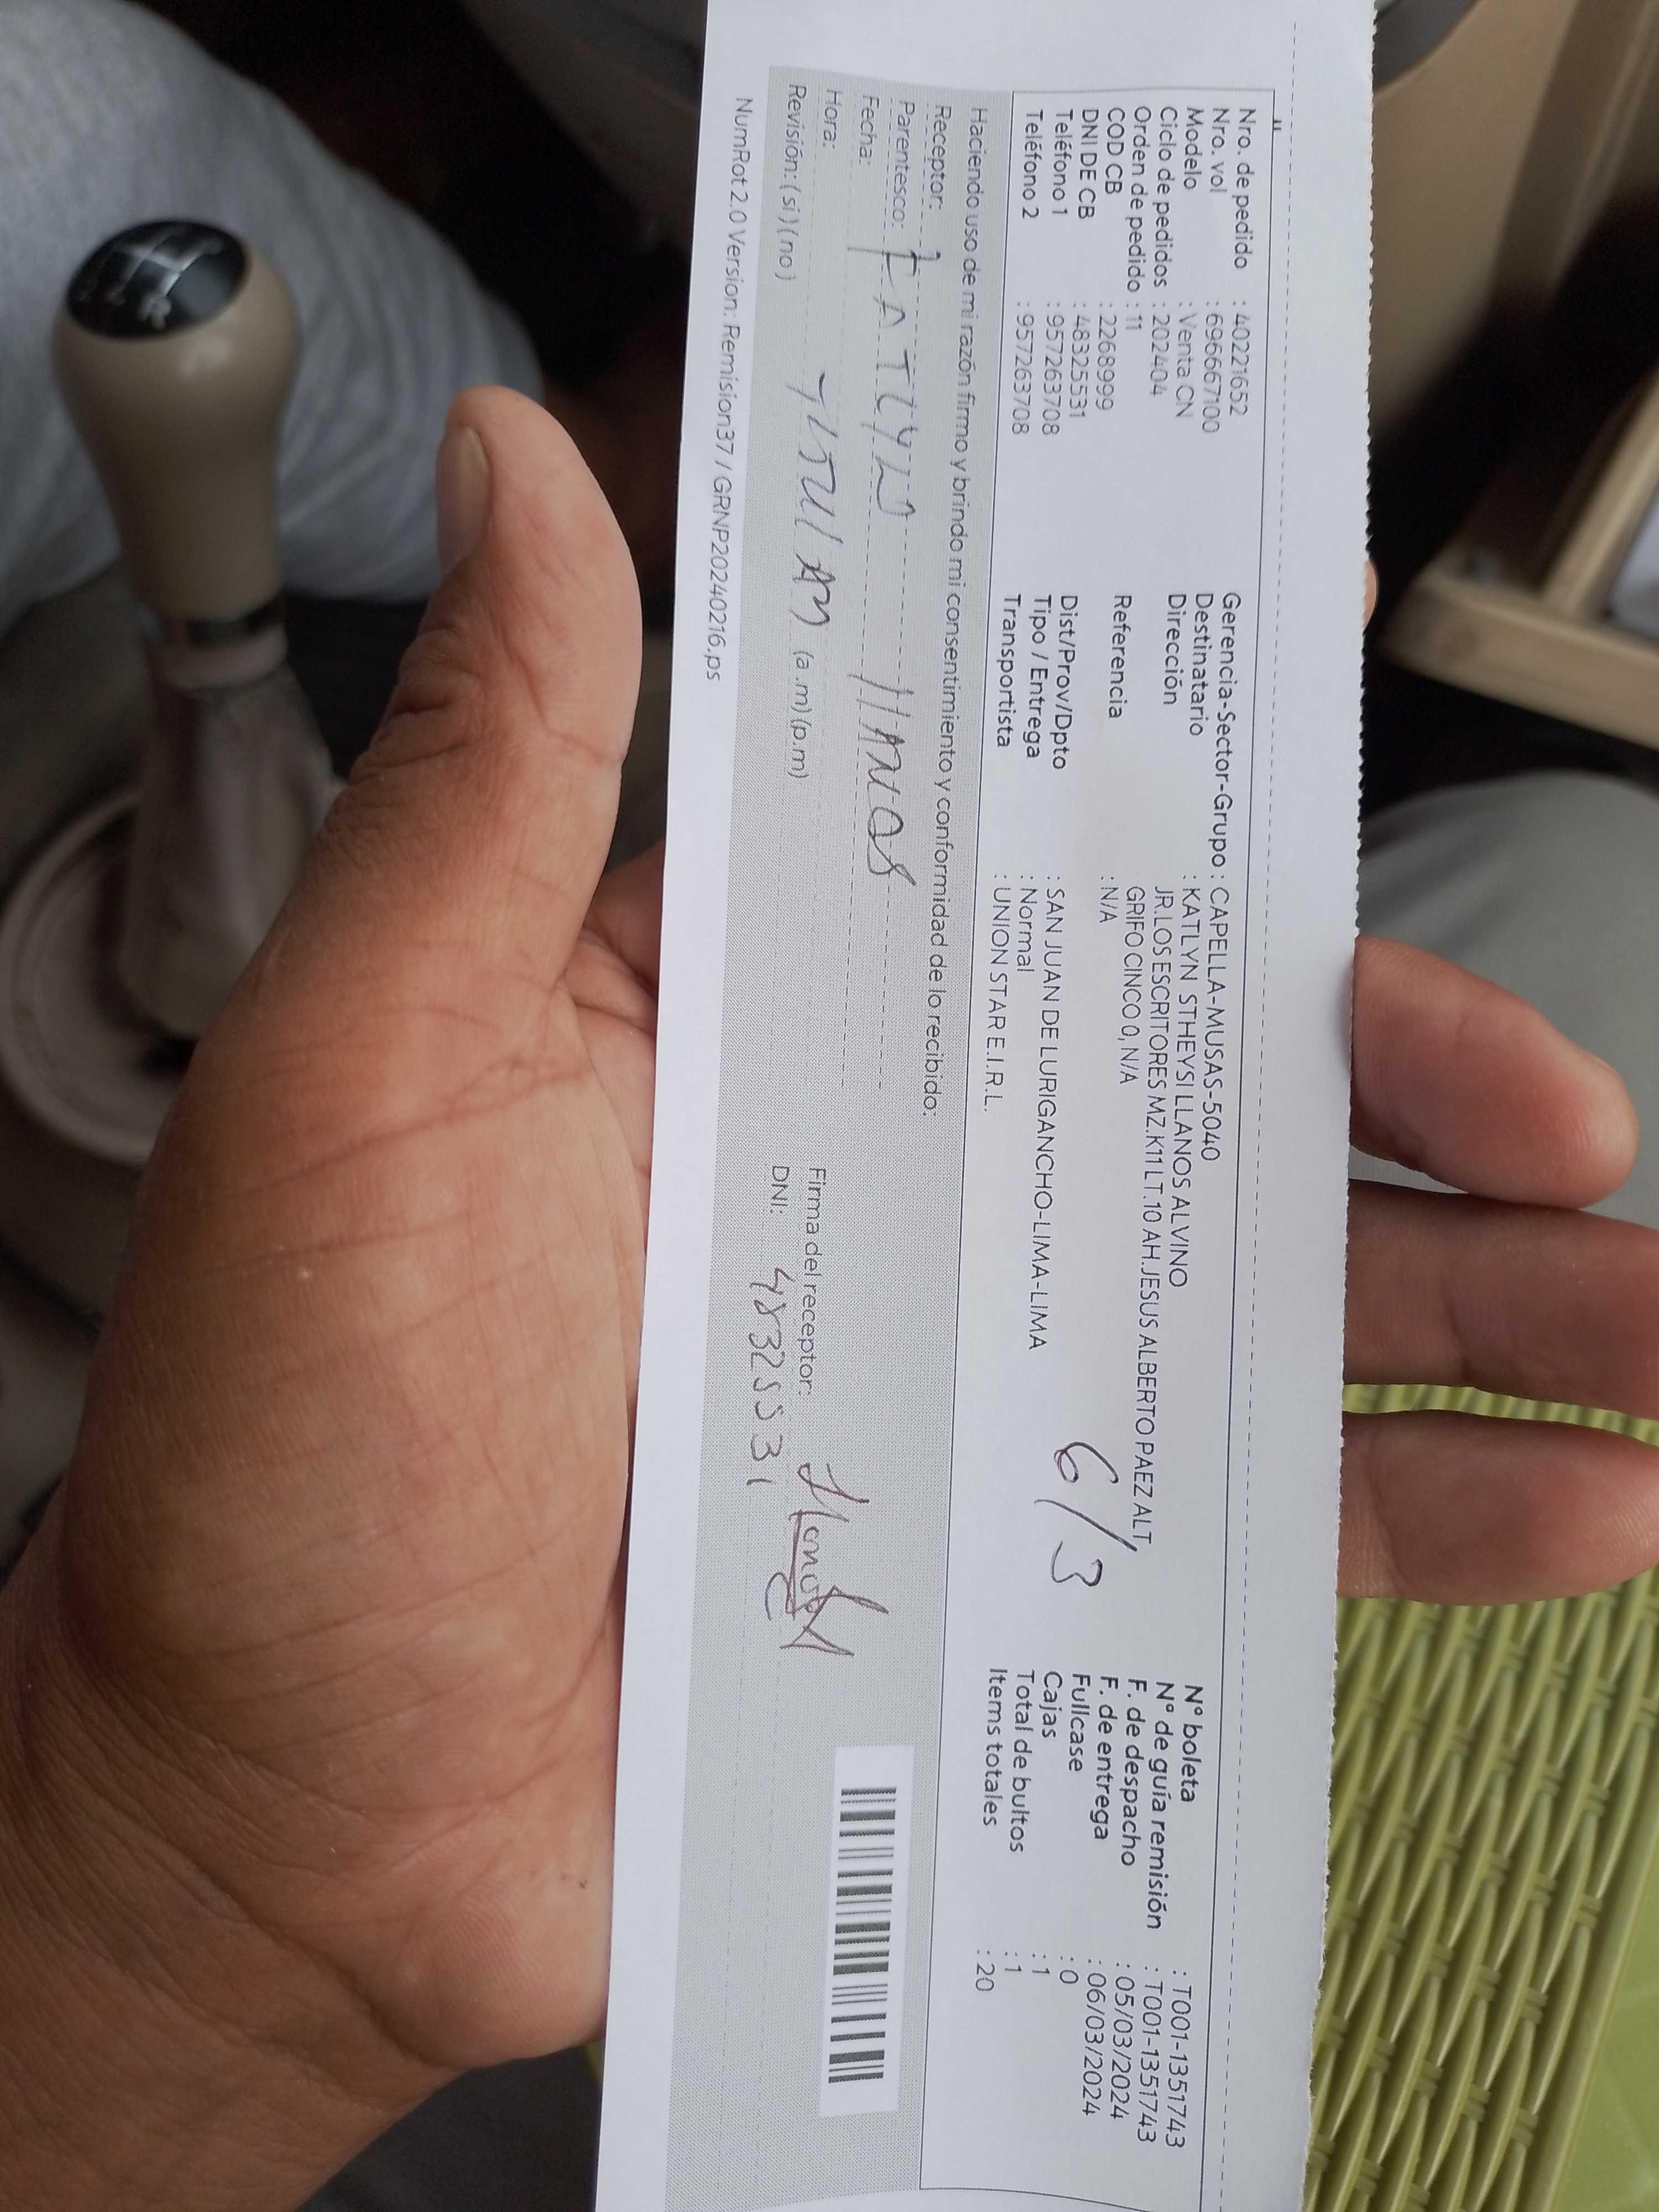 Nro. de pedido : 40221652
Nro. vol : 696667100
Modelo : Venta CN
Ciclo de pedidos : 202404
Orden de pedido : 11
COD CB : 2268999
DNI DE CB : 48325531
Teléfono 1 : 957263708
Teléfono 2 : 957263708
Gerencia-Sector-Grupo : CAPELLA-MUSAS-5040
Destinatario : KATLYN STHEYSI LLANOS ALVINO
Dirección JR.LOS ESCRITORES MZ.K11 LT.10 AH.JESUS ALBERTO PAEZ ALT,
GRIFO CINCO 0, N/A
Referencia : N/A
Dist/Prov/Dpto : SAN JUAN DE LURIGANCHO-LIMA-LIMA
Tipo / Entrega : Normal
Transportista : UNION STAR E.I.R.L.
6/3
Nº boleta : T001-1351743
Nº de guía remisión : T001-1351743
F. de despacho : 05/03/2024
F. de entrega : 06/03/2024
Fullcase : 0
Cajas : 1
Total de bultos : 1
Items totales : 20
Haciendo uso de mi razón firmo y brindo mi consentimiento y conformidad de lo recibido:
Receptor:
Parentesco:
Fecha:
Hora: (a.m) (p.m)
Revisión: (si) (no)
Firma del receptor:
DNI: 48325531
NumRot 2.0 Version: Remision37 / GRNP20240216.ps